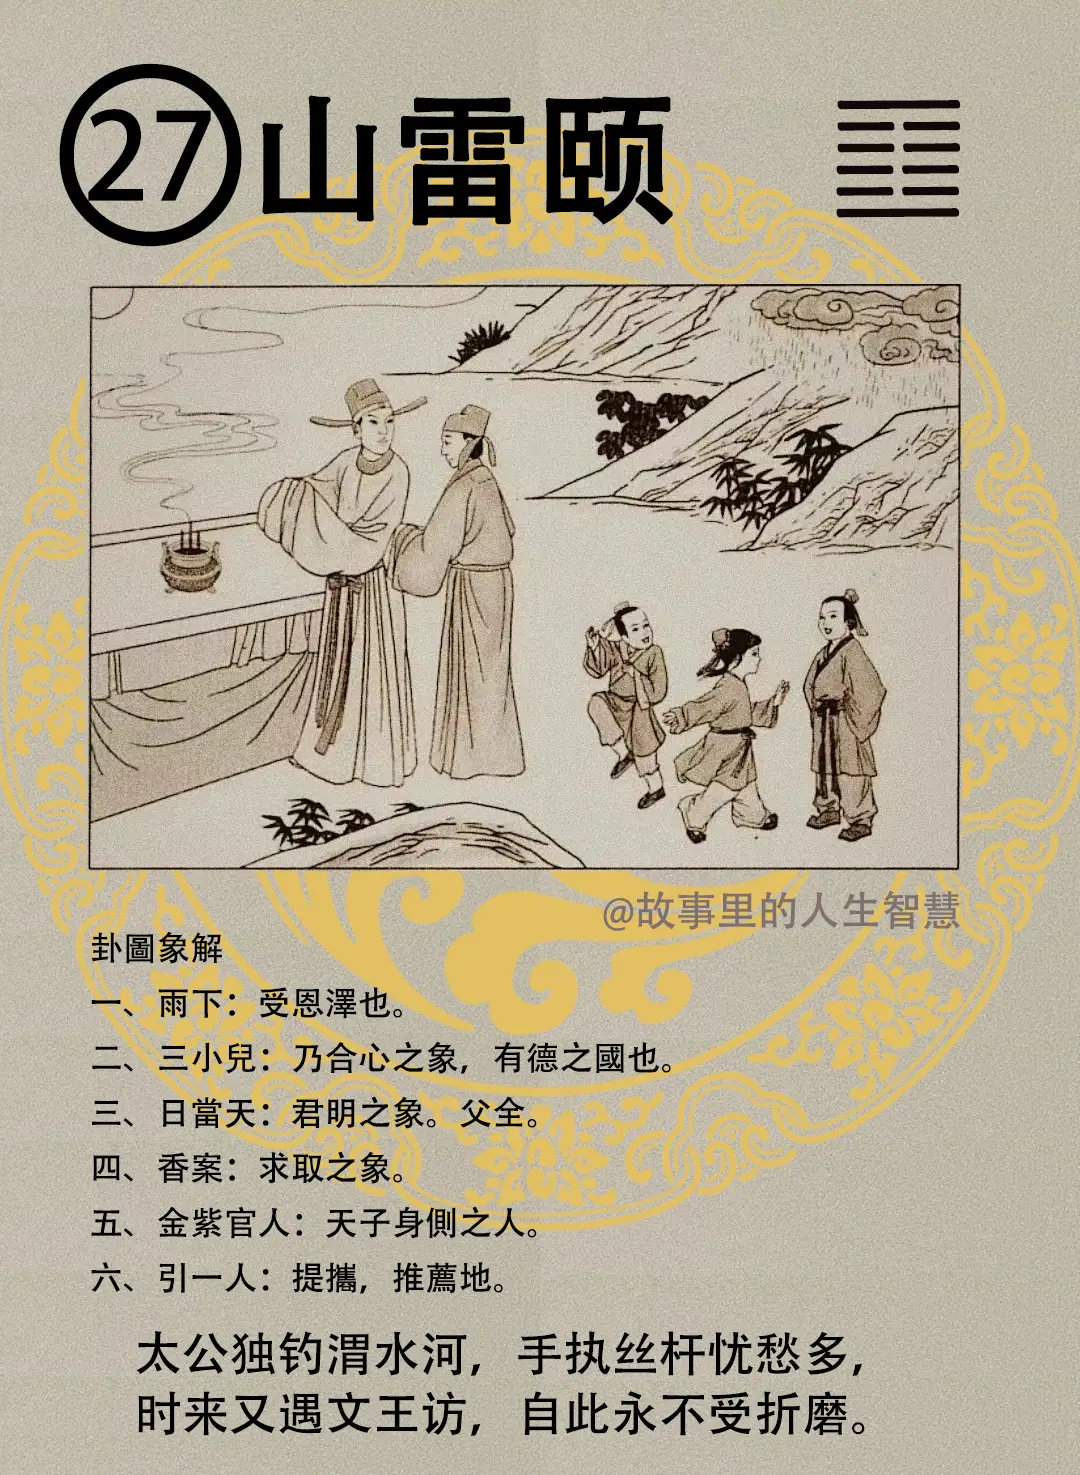 27 山雷颐
@故事里的人生智慧
卦圖象解
一、雨下：受恩澤也。
二、三小兒：乃合心之象，有德之國也。
三、日當天：君明之象。父全。
四、香案：求取之象。
五、金紫官人：天子身側之人。
六、引一人：提攜，推薦地。
太公独钓渭水河，手执丝杆忧愁多，
时来又遇文王访，自此永不受折磨。